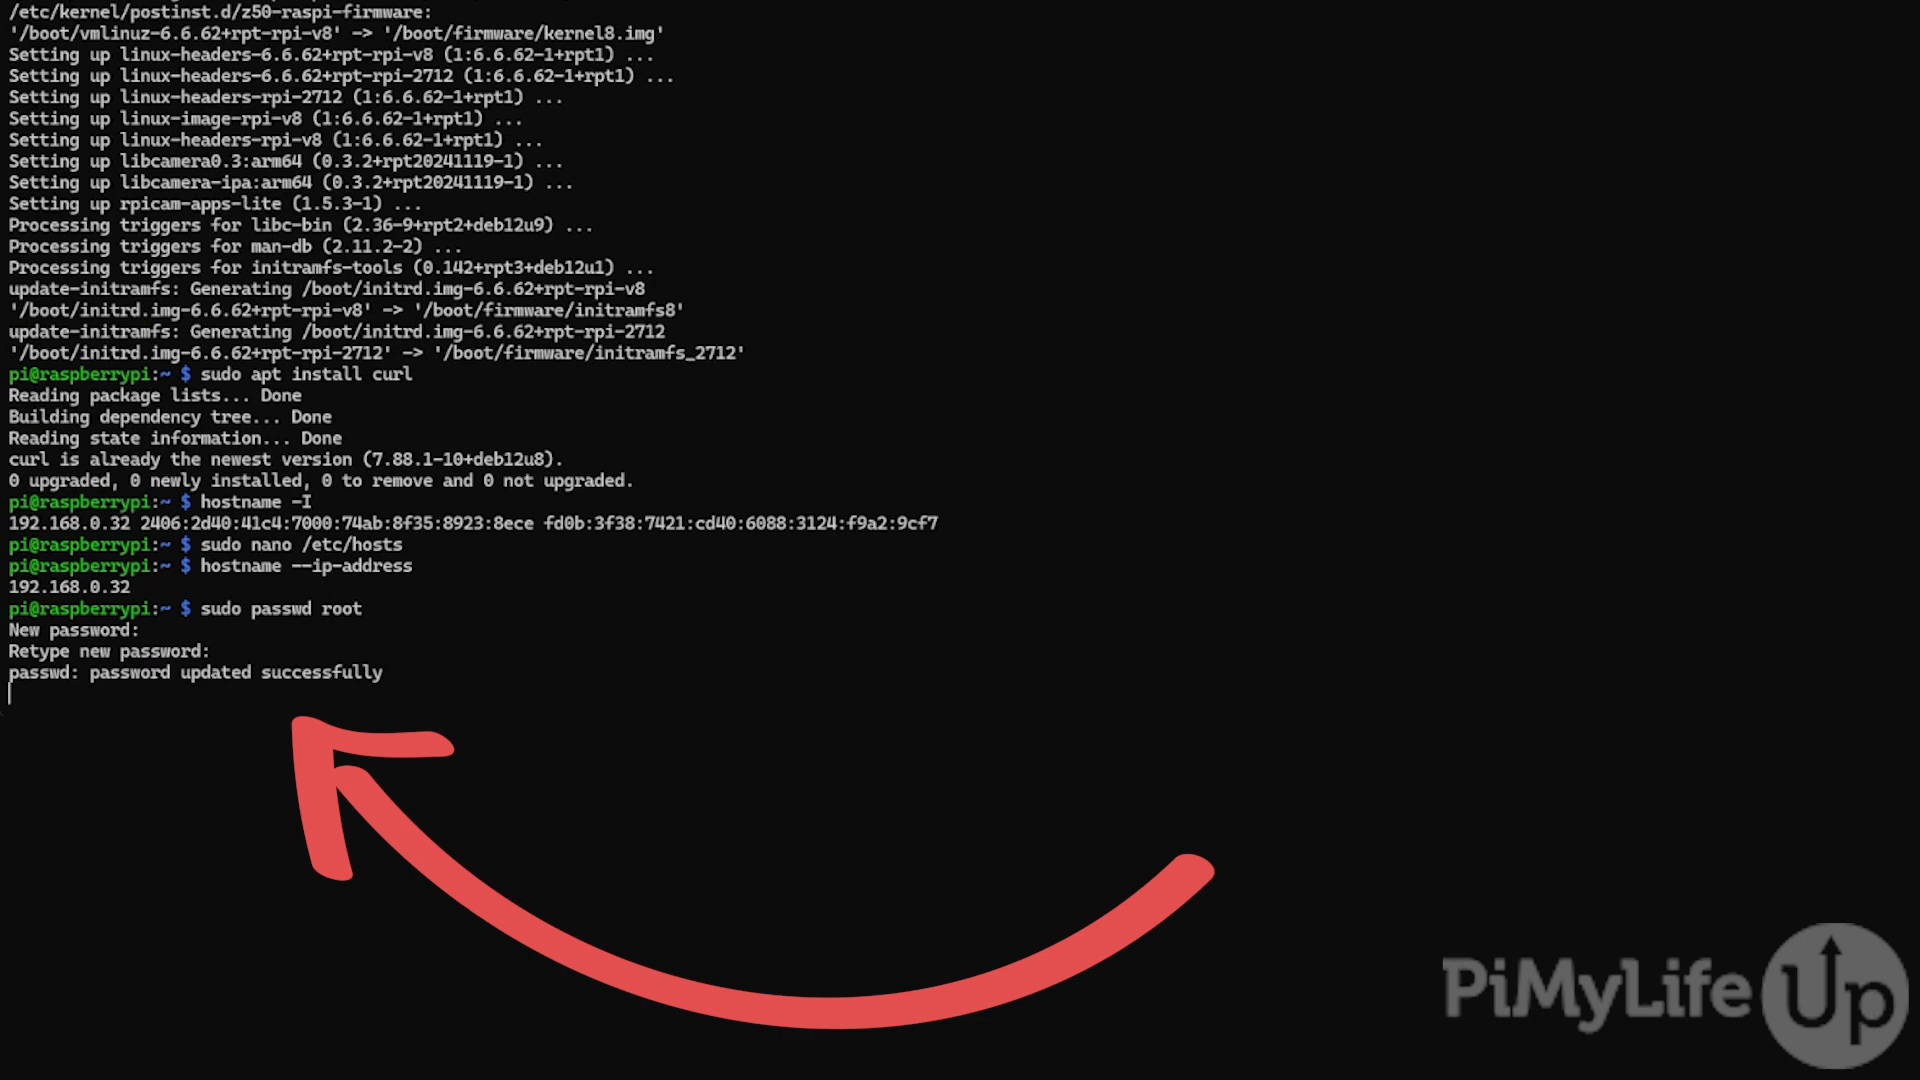 /etc/kernel/postinst.d/z50-raspi-firmware:
'/boot/vmlinuz-6.6.62+rpt-rpi-v8' -> '/boot/firmware/kernel8.img'
Setting up linux-headers-6.6.62+rpt-rpi-v8 (1:6.6.62-1+rpt1) ...
Setting up linux-headers-6.6.62+rpt-rpi-2712 (1:6.6.62-1+rpt1) ...
Setting up linux-headers-rpi-2712 (1:6.6.62-1+rpt1) ...
Setting up linux-image-rpi-v8 (1:6.6.62-1+rpt1) ...
Setting up linux-headers-rpi-v8 (1:6.6.62-1+rpt1) ...
Setting up libcamera0.3:arm64 (0.3.2+rpt20241119-1) ...
Setting up libcamera-ipa:arm64 (0.3.2+rpt20241119-1) ...
Setting up rpicam-apps-lite (1.5.3-1) ...
Processing triggers for libc-bin (2.36-9+rpt2+deb12u9) ...
Processing triggers for man-db (2.11.2-2) ...
Processing triggers for initramfs-tools (0.142+rpt3+deb12u1) ...
update-initramfs: Generating /boot/initrd.img-6.6.62+rpt-rpi-v8
'/boot/initrd.img-6.6.62+rpt-rpi-v8' -> '/boot/firmware/initramfs8'
update-initramfs: Generating /boot/initrd.img-6.6.62+rpt-rpi-2712
'/boot/initrd.img-6.6.62+rpt-rpi-2712' -> '/boot/firmware/initramfs_2712'
pi@raspberrypi:~ $ sudo apt install curl
Reading package lists... Done
Building dependency tree... Done
Reading state information... Done
curl is already the newest version (7.88.1-10+deb12u8).
0 upgraded, 0 newly installed, 0 to remove and 0 not upgraded.
pi@raspberrypi:~ $ hostname -I
192.168.0.32 2406:2d40:41c4:7000:74ab:8f35:8923:8ece fd0b:3f38:7421:cd40:6088:3124:f9a2:9cf7
pi@raspberrypi:~ $ sudo nano /etc/hosts
pi@raspberrypi:~ $ hostname --ip-address
192.168.0.32
pi@raspberrypi:~ $ sudo passwd root
New password:
Retype new password:
passwd: password updated successfully
PiMyLifeUp